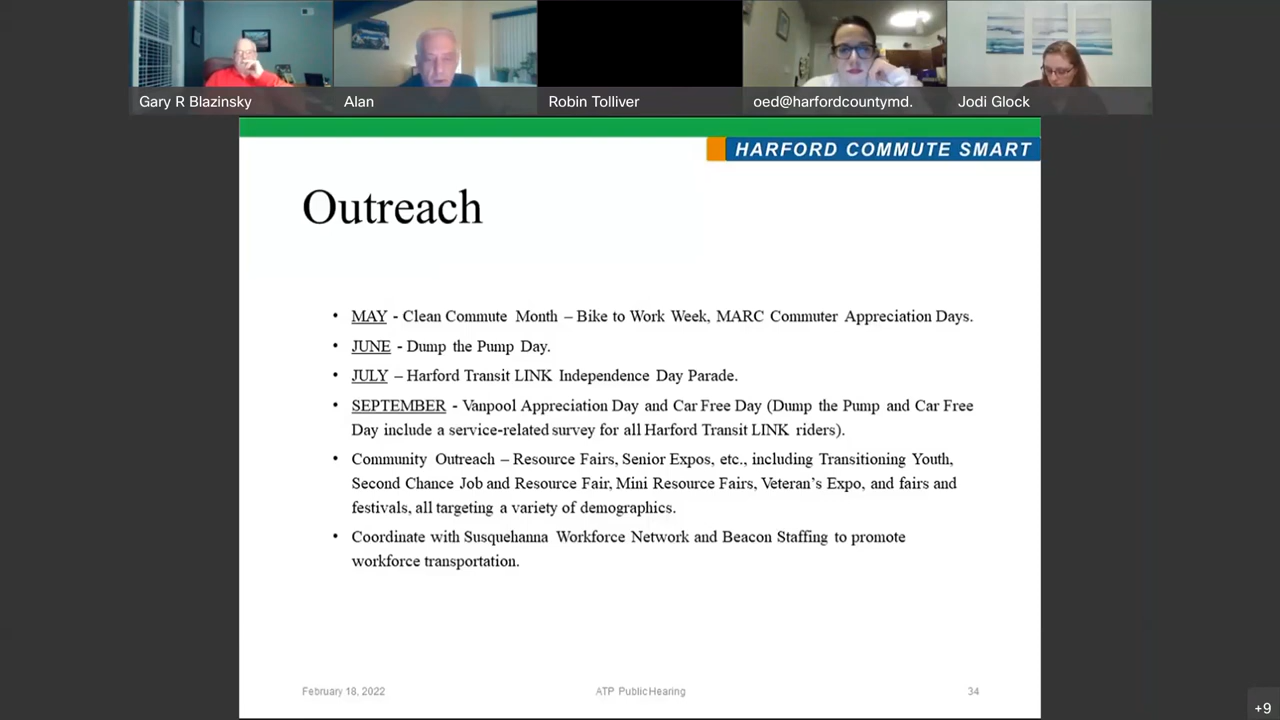 Gary R Blazinsky
Alan
Robin Tolliver
oed@harfordcountymd.
Jodi Glock
HARFORD COMMUTE SMART
Outreach
• MAY - Clean Commute Month – Bike to Work Week, MARC Commuter Appreciation Days.
• JUNE - Dump the Pump Day.
• JULY – Harford Transit LINK Independence Day Parade.
• SEPTEMBER - Vanpool Appreciation Day and Car Free Day (Dump the Pump and Car Free
Day include a service-related survey for all Harford Transit LINK riders).
• Community Outreach – Resource Fairs, Senior Expos, etc., including Transitioning Youth,
Second Chance Job and Resource Fair, Mini Resource Fairs, Veteran’s Expo, and fairs and
festivals, all targeting a variety of demographics.
• Coordinate with Susquehanna Workforce Network and Beacon Staffing to promote
workforce transportation.
February 18, 2022
ATP Public Hearing
34
+9